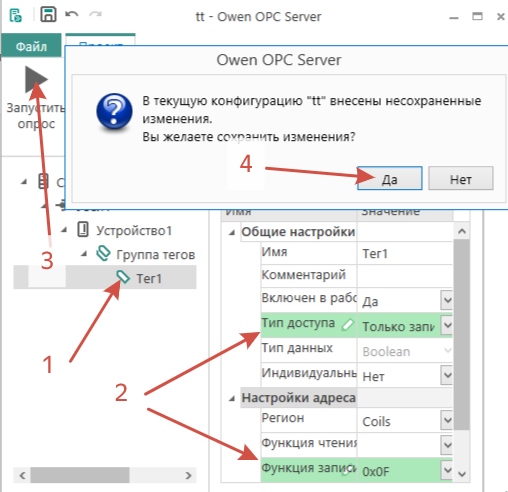 tt - Owen OPC Server
Файл
Owen OPC Server
Запустить
опрос
В текущую конфигурацию "tt" внесены несохраненные
изменения.
Вы желаете сохранить изменения?
4
Да
Нет
3
Имя
Значение
Устройство1
Группа тегов
Тег1
1
2
Общие настройки
Имя
Тег1
Комментарий
Включен в рабо
Да
Тип доступа
Только запи
Тип данных
Boolean
Индивидуальнь
Нет
Настройки адреса
Регион
Coils
Функция чтения
Функция записи
0x0F